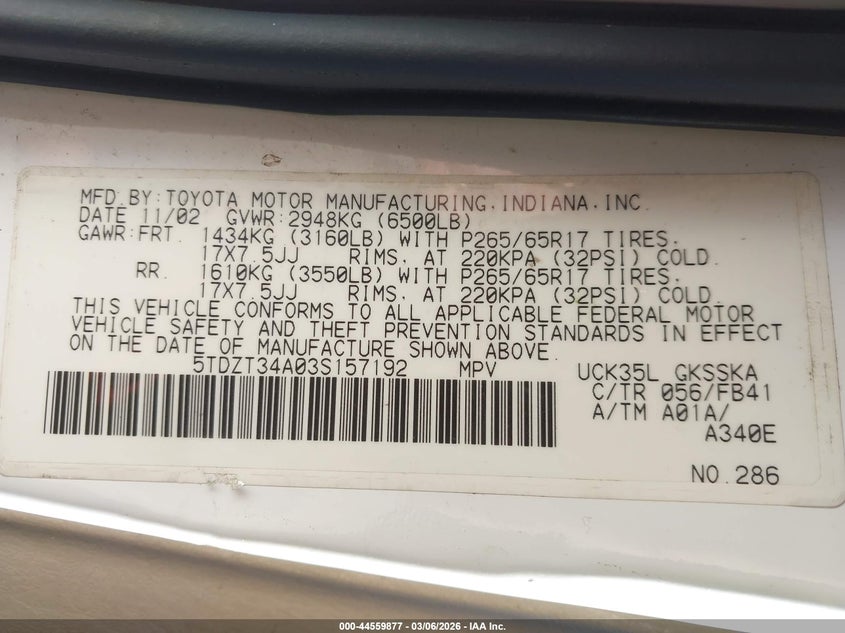 MFD.BY:TOYOTA MOTOR MANUFACTURING,INDIANA,INC.
DATE 11/02 GVWR:2948KG (6500LB)
GAWR:FRT. 1434KG (3160LB) WITH P265/65R17 TIRES.
17X7.5JJ RIMS. AT 220KPA (32PSI) COLD.
RR. 1610KG (3550LB) WITH P265/65R17 TIRES.
17X7.5JJ RIMS. AT 220KPA (32PSI) COLD.
THIS VEHICLE CONFORMS TO ALL APPLICABLE FEDERAL MOTOR
VEHICLE SAFETY AND THEFT PREVENTION STANDARDS IN EFFECT
ON THE DATE OF MANUFACTURE SHOWN ABOVE.
5TDZT34A03S157192 MPV
UCK35L GKSSKA
C/TR 056/FB41
A/TM A01A/
A340E
NO.286
000-44559877 - 03/06/2026 - IAA Inc.